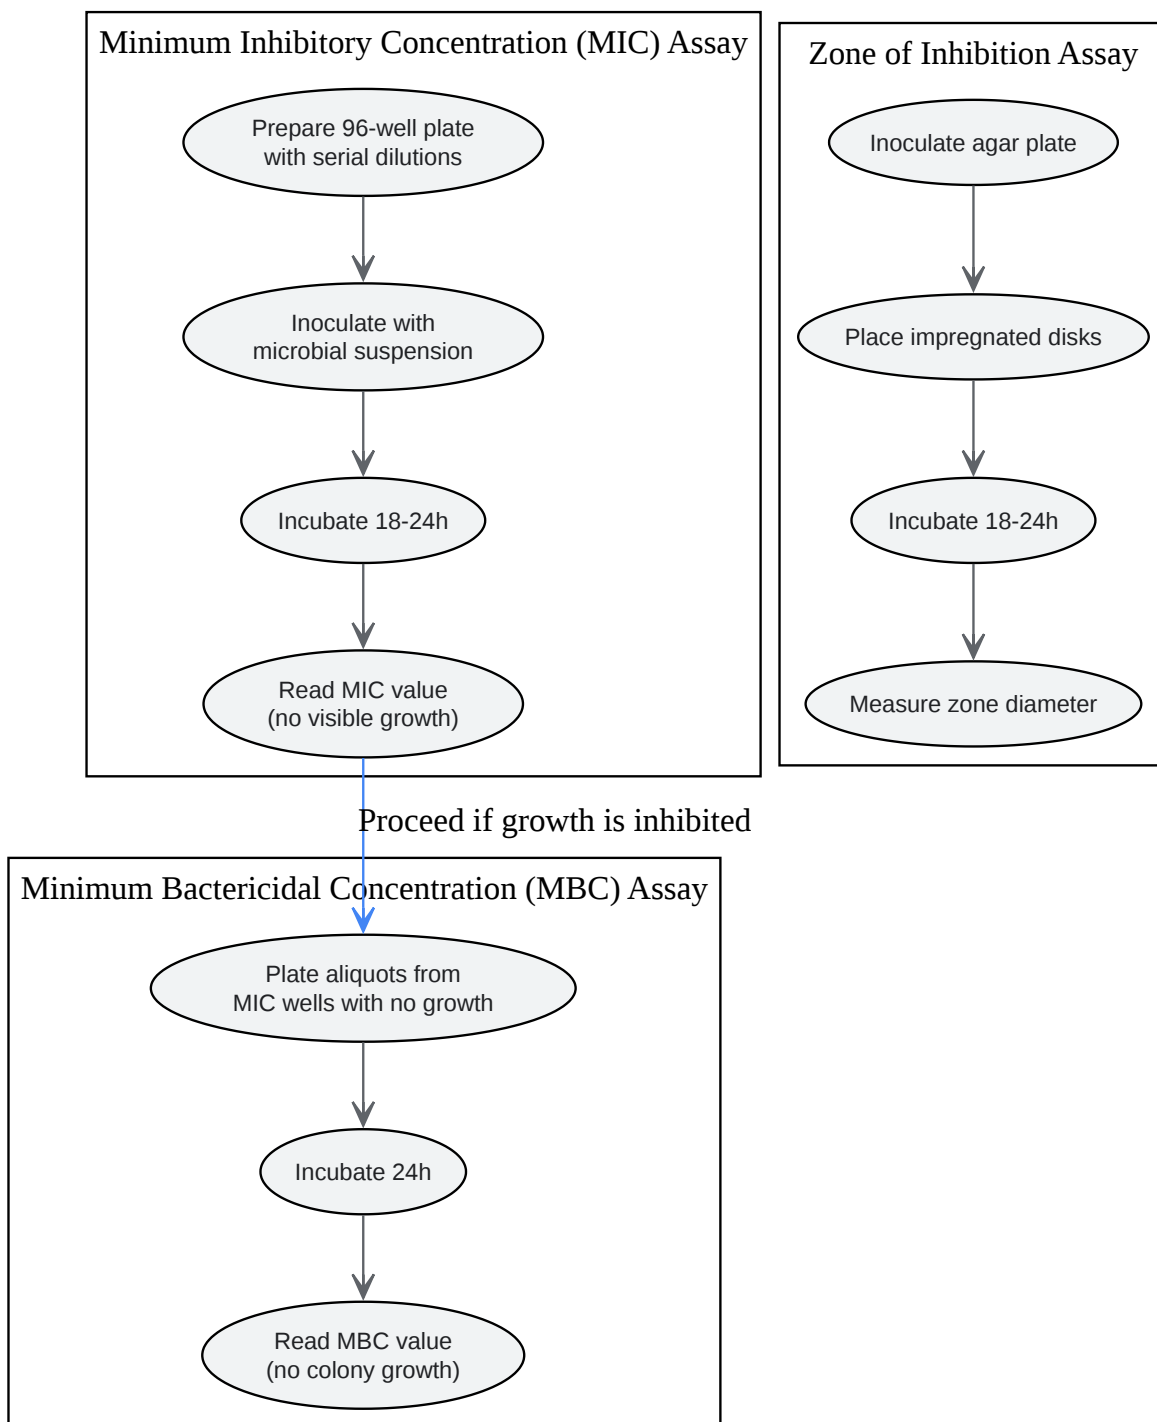 Minimum Inhibitory Concentration (MIC) Assay
Prepare 96-well plate
with serial dilutions
Inoculate with
microbial suspension
Incubate 18-24h
Read MIC value
(no visible growth)
Zone of Inhibition Assay
Inoculate agar plate
Place impregnated disks
Incubate 18-24h
Measure zone diameter
Proceed if growth is inhibited
Minimum Bactericidal Concentration (MBC) Assay
Plate aliquots from
MIC wells with no growth
Incubate 24h
Read MBC value
(no colony growth)